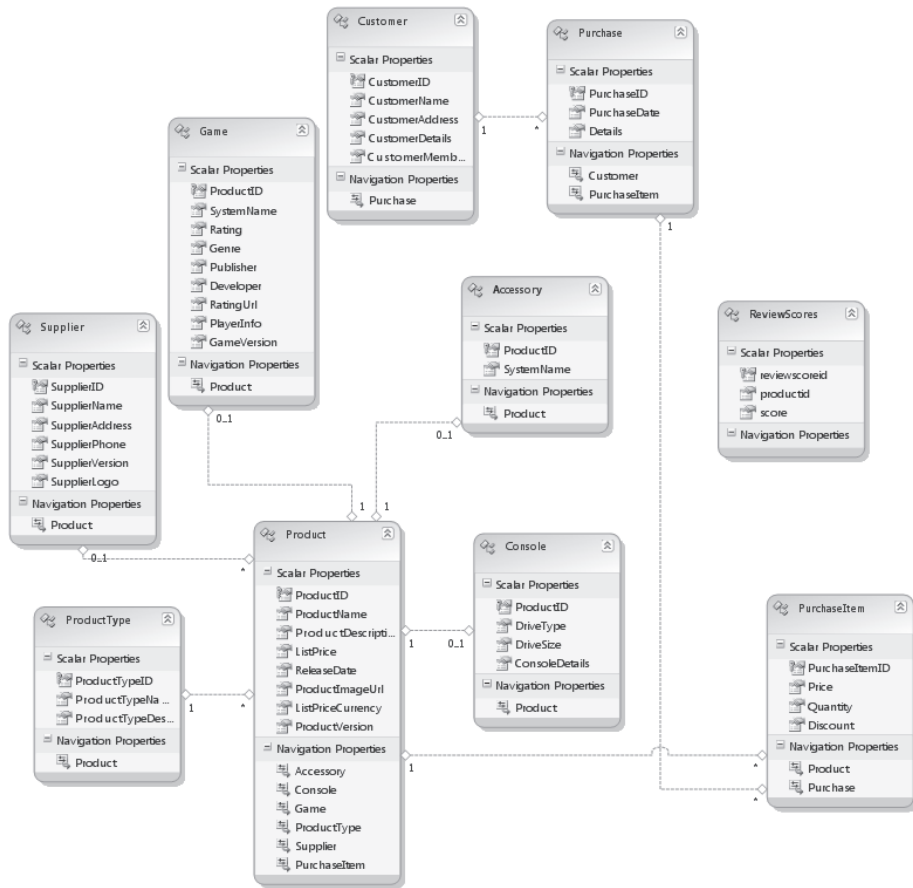 Customer
Scalar Properties
CustomerID
CustomerName
CustomerAddress
CustomerDetails
CustomerMemb...
Navigation Properties
Purchase
Purchase
Scalar Properties
PurchaseID
PurchaseDate
Details
Navigation Properties
Customer
PurchaseItem
1
*
1
Game
Scalar Properties
ProductID
SystemName
Rating
Genre
Publisher
Developer
RatingUrl
PlayerInfo
GameVersion
Navigation Properties
Product
0..1
1
Accessory
Scalar Properties
ProductID
SystemName
Navigation Properties
Product
0..1
1
ReviewScores
Scalar Properties
reviewscoreid
productid
score
Navigation Properties
Supplier
Scalar Properties
SupplierID
SupplierName
SupplierAddress
SupplierPhone
SupplierVersion
SupplierLogo
Navigation Properties
Product
0..1
*
Product
Scalar Properties
ProductID
ProductName
ProductDescripti...
ListPrice
ReleaseDate
ProductImageUrl
ListPriceCurrency
ProductVersion
Navigation Properties
Accessory
Console
Game
ProductType
Supplier
PurchaseItem
Console
Scalar Properties
ProductID
DriveType
DriveSize
ConsoleDetails
Navigation Properties
Product
1
0..1
ProductType
Scalar Properties
ProductTypeID
ProductTypeNa...
ProductTypeDes...
Navigation Properties
Product
1
*
PurchaseItem
Scalar Properties
PurchaseItemID
Price
Quantity
Discount
Navigation Properties
Product
Purchase
1
*
*